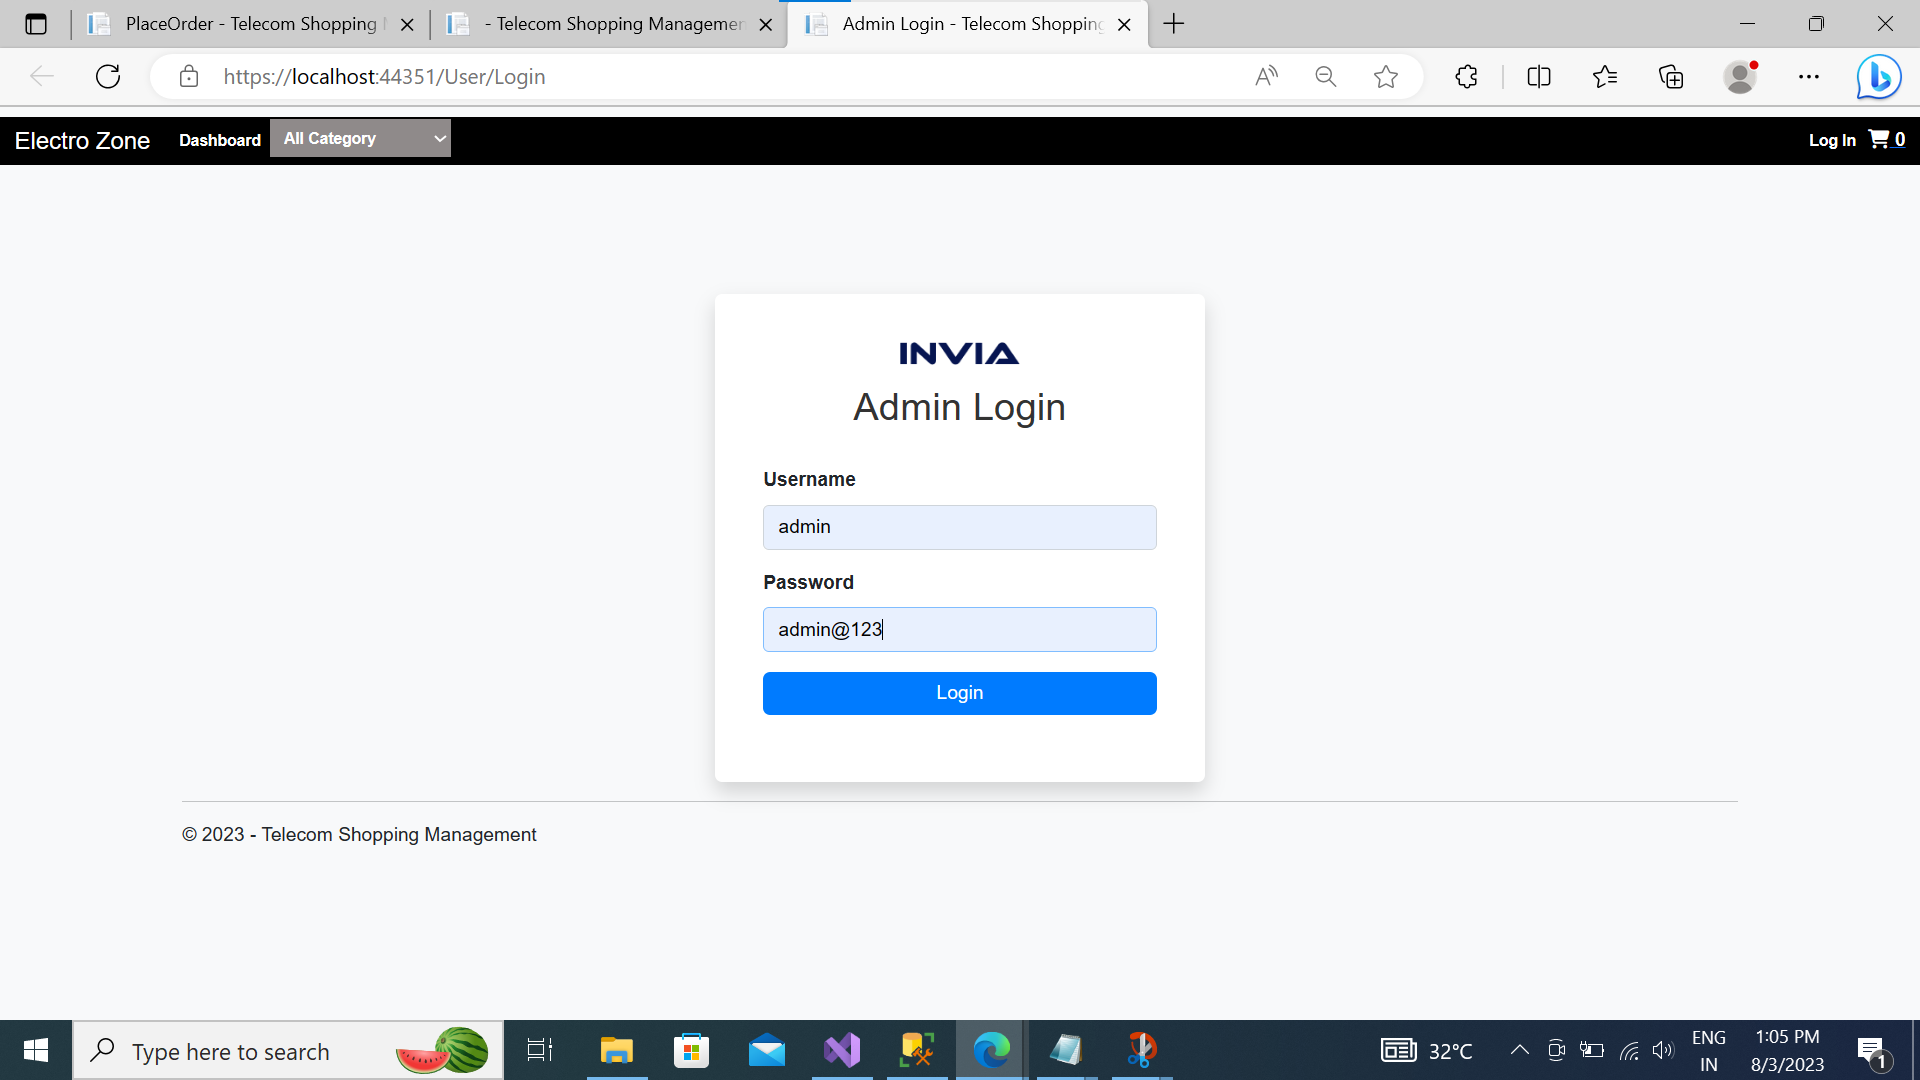 PlaceOrder - Telecom Shopping
- Telecom Shopping Managemen
Admin Login - Telecom Shopping
https://localhost:44351/User/Login
Electro Zone
Dashboard
All Category
Log In
0
INVIA
Admin Login
Username
admin
Password
admin@123
Login
© 2023 - Telecom Shopping Management
Type here to search
32°C
ENG
IN
1:05 PM
8/3/2023
1